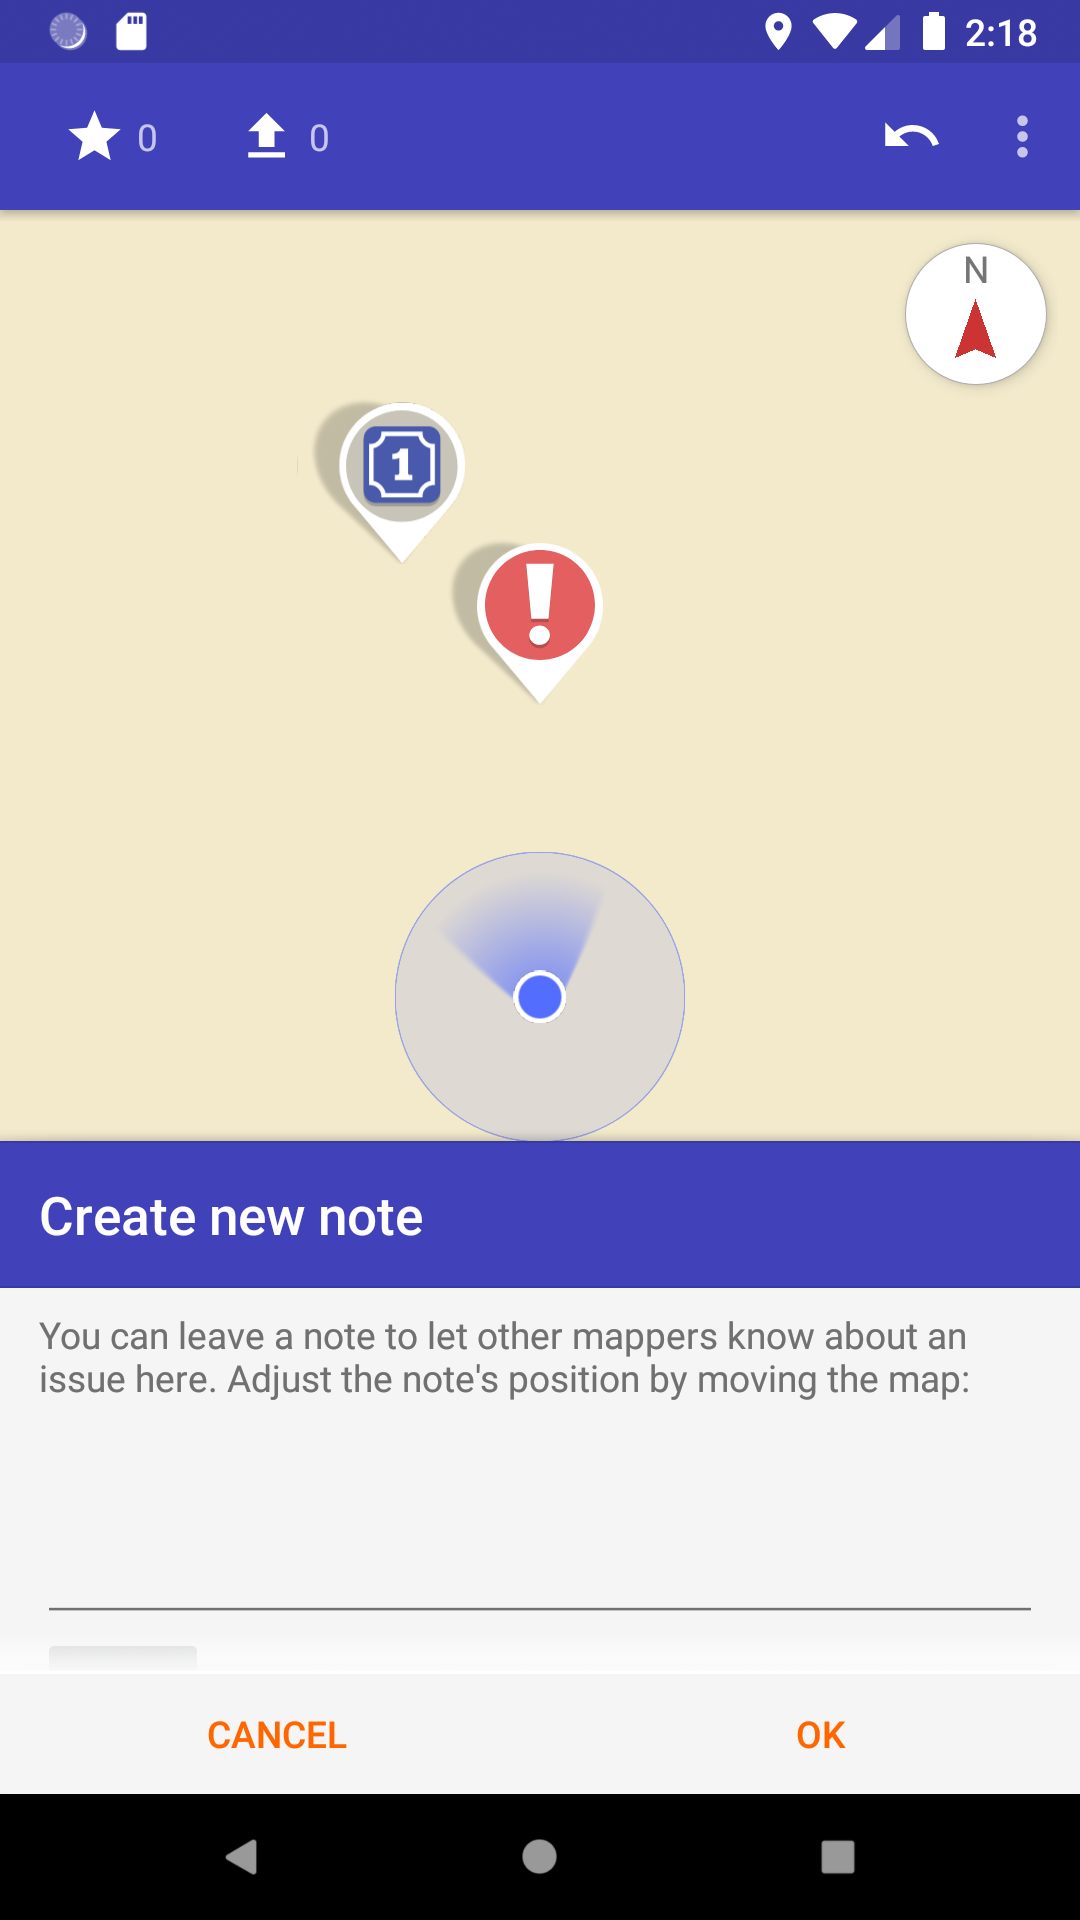 2:18
0
0
N
1
Create new note
You can leave a note to let other mappers know about an
issue here. Adjust the note's position by moving the map:
CANCEL
OK